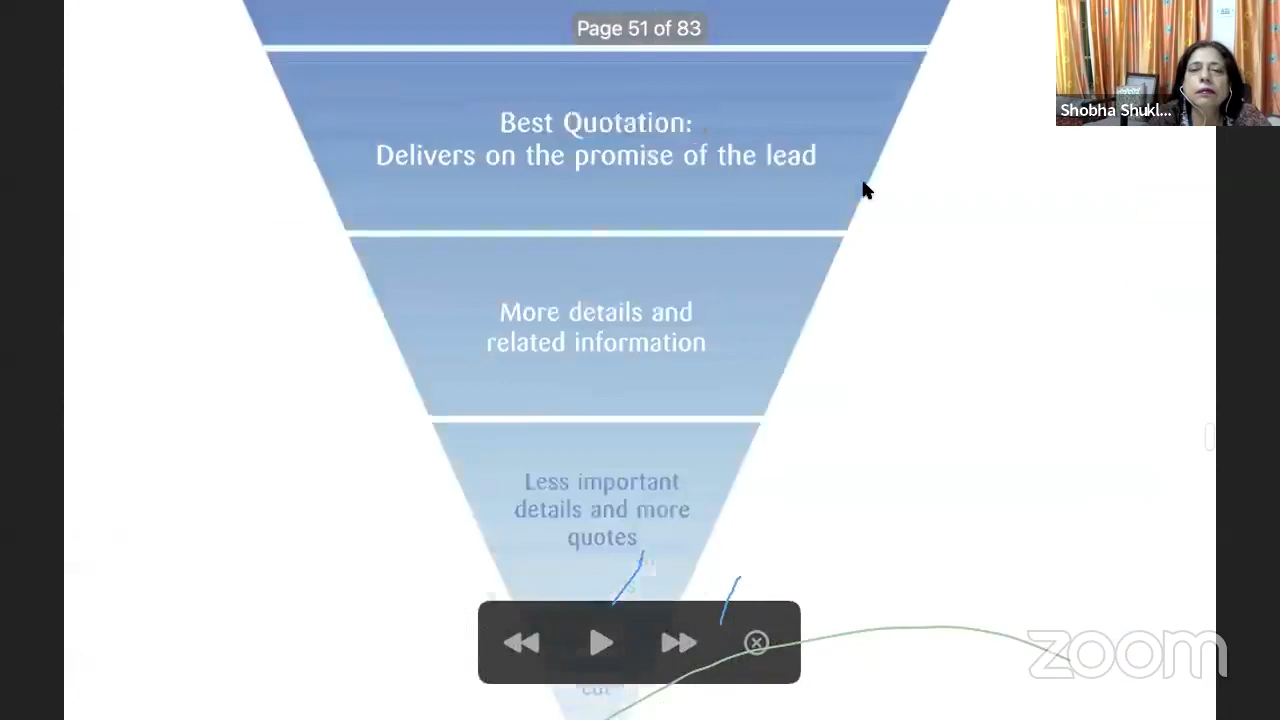 Page 51 of 83
Shobha Shukl...
Best Quotation:
Delivers on the promise of the lead
More details and
related information
Less important
details and more
quotes
cut
zoom